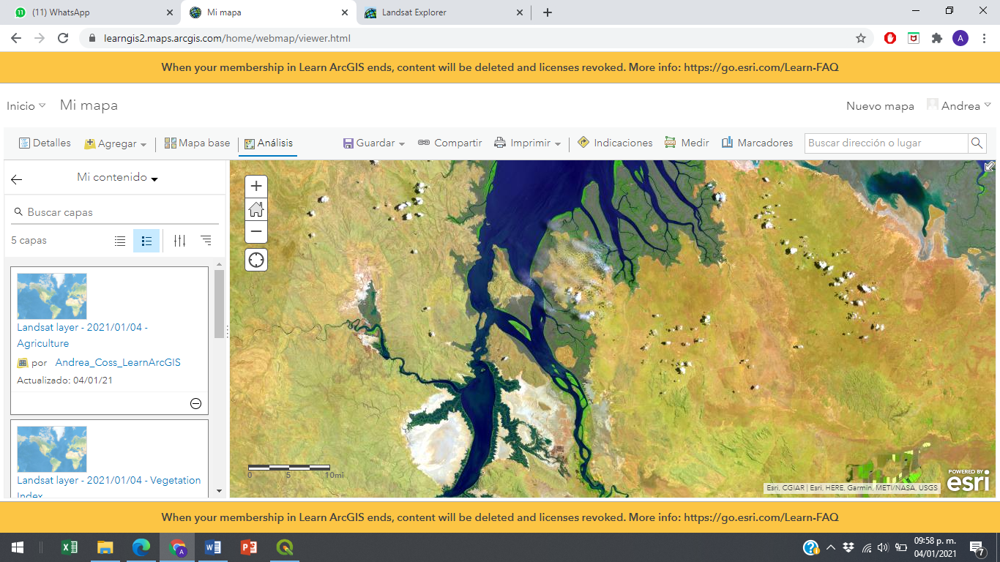 (11) WhatsApp
Mi mapa
Landsat Explorer
learngis2.maps.arcgis.com/home/webmap/viewer.html
A
When your membership in Learn ArcGIS ends, content will be deleted and licenses revoked. More info: https://go.esri.com/Learn-FAQ
Inicio
Mi mapa
Nuevo mapa
Andrea
Detalles
Agregar
Mapa base
Análisis
Guardar
Compartir
Imprimir
Indicaciones
Medir
Marcadores
Buscar dirección o lugar
Mi contenido
Buscar capas
5 capas
Landsat layer - 2021/01/04 -
Agriculture
por Andrea_Coss_LearnArcGIS
Actualizado: 04/01/21
Landsat layer - 2021/01/04 - Vegetation
Index
0 5 10mi
Esri, CGIAR | Esri, HERE, Garmin, METI/NASA, USGS
POWERED BY
esri
When your membership in Learn ArcGIS ends, content will be deleted and licenses revoked. More info: https://go.esri.com/Learn-FAQ
09:58 p. m.
04/01/2021
7